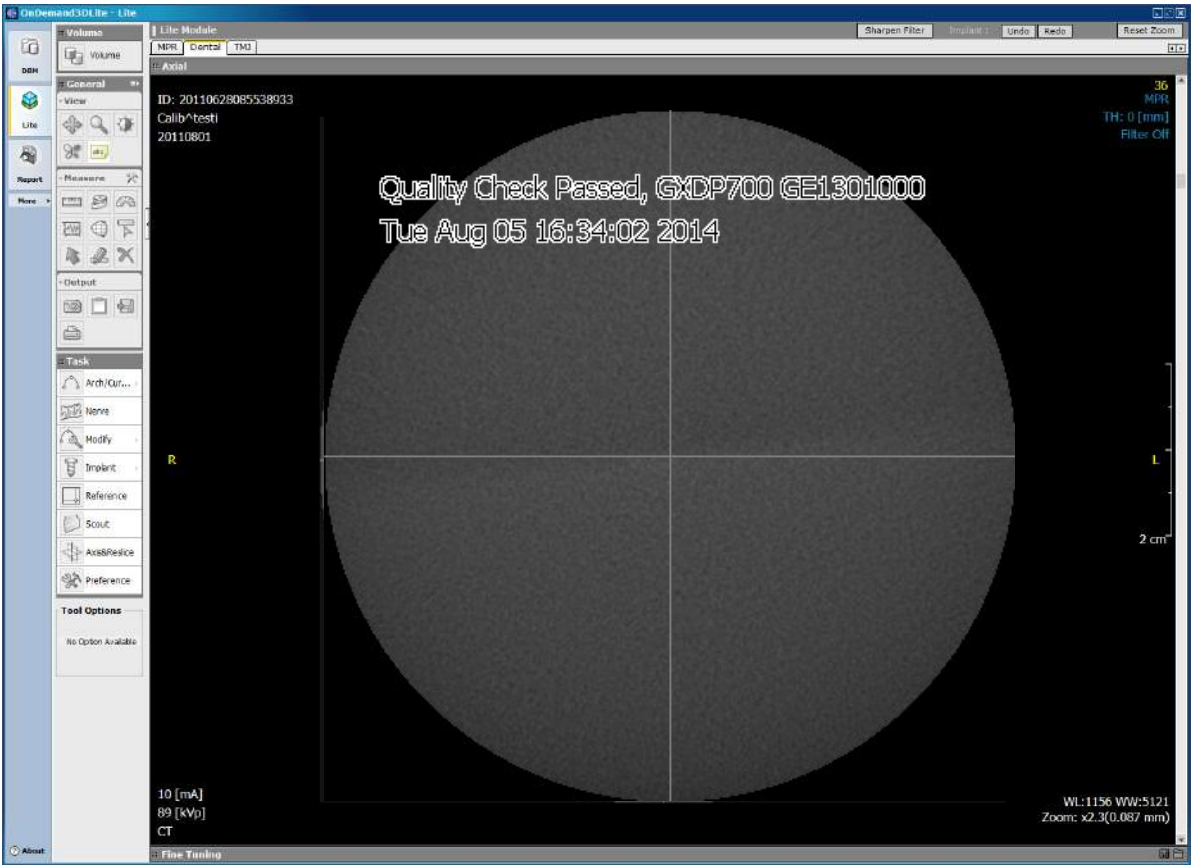 OnDemand3DLite - Lite
Volume
Lite Module
Sharpen Filter
Implant :
Undo
Redo
Reset Zoom
DBM
Volume
MPR
Dental
TMJ
Axial
General
View
ID: 20110628085538933
Calib^testi
20110801
36
MPR
TH: 0 [mm]
Filter Off
Lite
abc
Report
Measure
More
Quality Check Passed, GXDP700 GE1301000
Tue Aug 05 16:34:02 2014
Output
Task
Arch/Cur...
Nerve
Modify
Implant
Reference
Scout
Axis&Reslice
Preference
R
L
2 cm
Tool Options
No Option Available
10 [mA]
89 [kVp]
CT
WL:1156 WW:5121
Zoom: x2.3(0.087 mm)
About
Fine Tuning